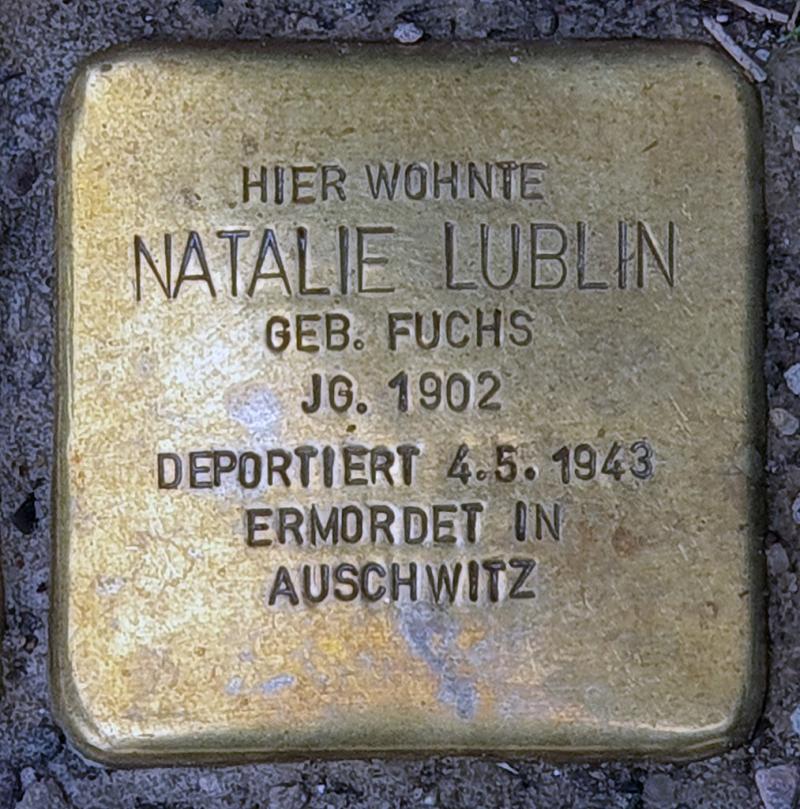 HIER WOHNTE
NATALIE LUBLIN
GEB. FUCHS
JG. 1902
DEPORTIERT 4.5.1943
ERMORDET IN
AUSCHWITZ